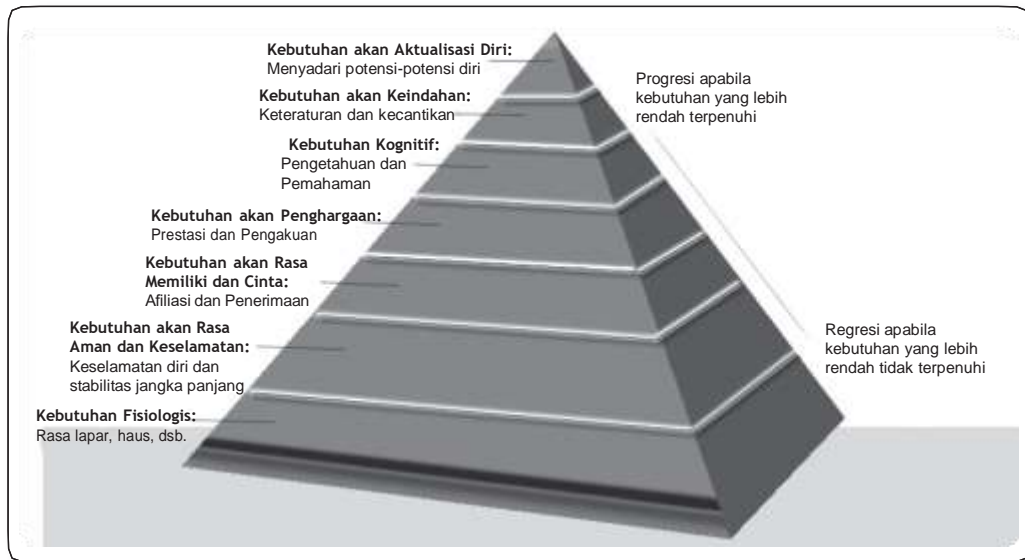 Kebutuhan akan Aktualisasi Diri:
Menyadari potensi-potensi diri
Kebutuhan akan Keindahan:
Keteraturan dan kecantikan
Kebutuhan Kognitif:
Pengetahuan dan
Pemahaman
Kebutuhan akan Penghargaan:
Prestasi dan Pengakuan
Kebutuhan akan Rasa
Memiliki dan Cinta:
Afiliasi dan Penerimaan
Kebutuhan akan Rasa
Aman dan Keselamatan:
Keselamatan diri dan
stabilitas jangka panjang
Kebutuhan Fisiologis:
Rasa lapar, haus, dsb.
Progresi apabila
kebutuhan yang lebih
rendah terpenuhi
Regresi apabila
kebutuhan yang lebih
rendah tidak terpenuhi